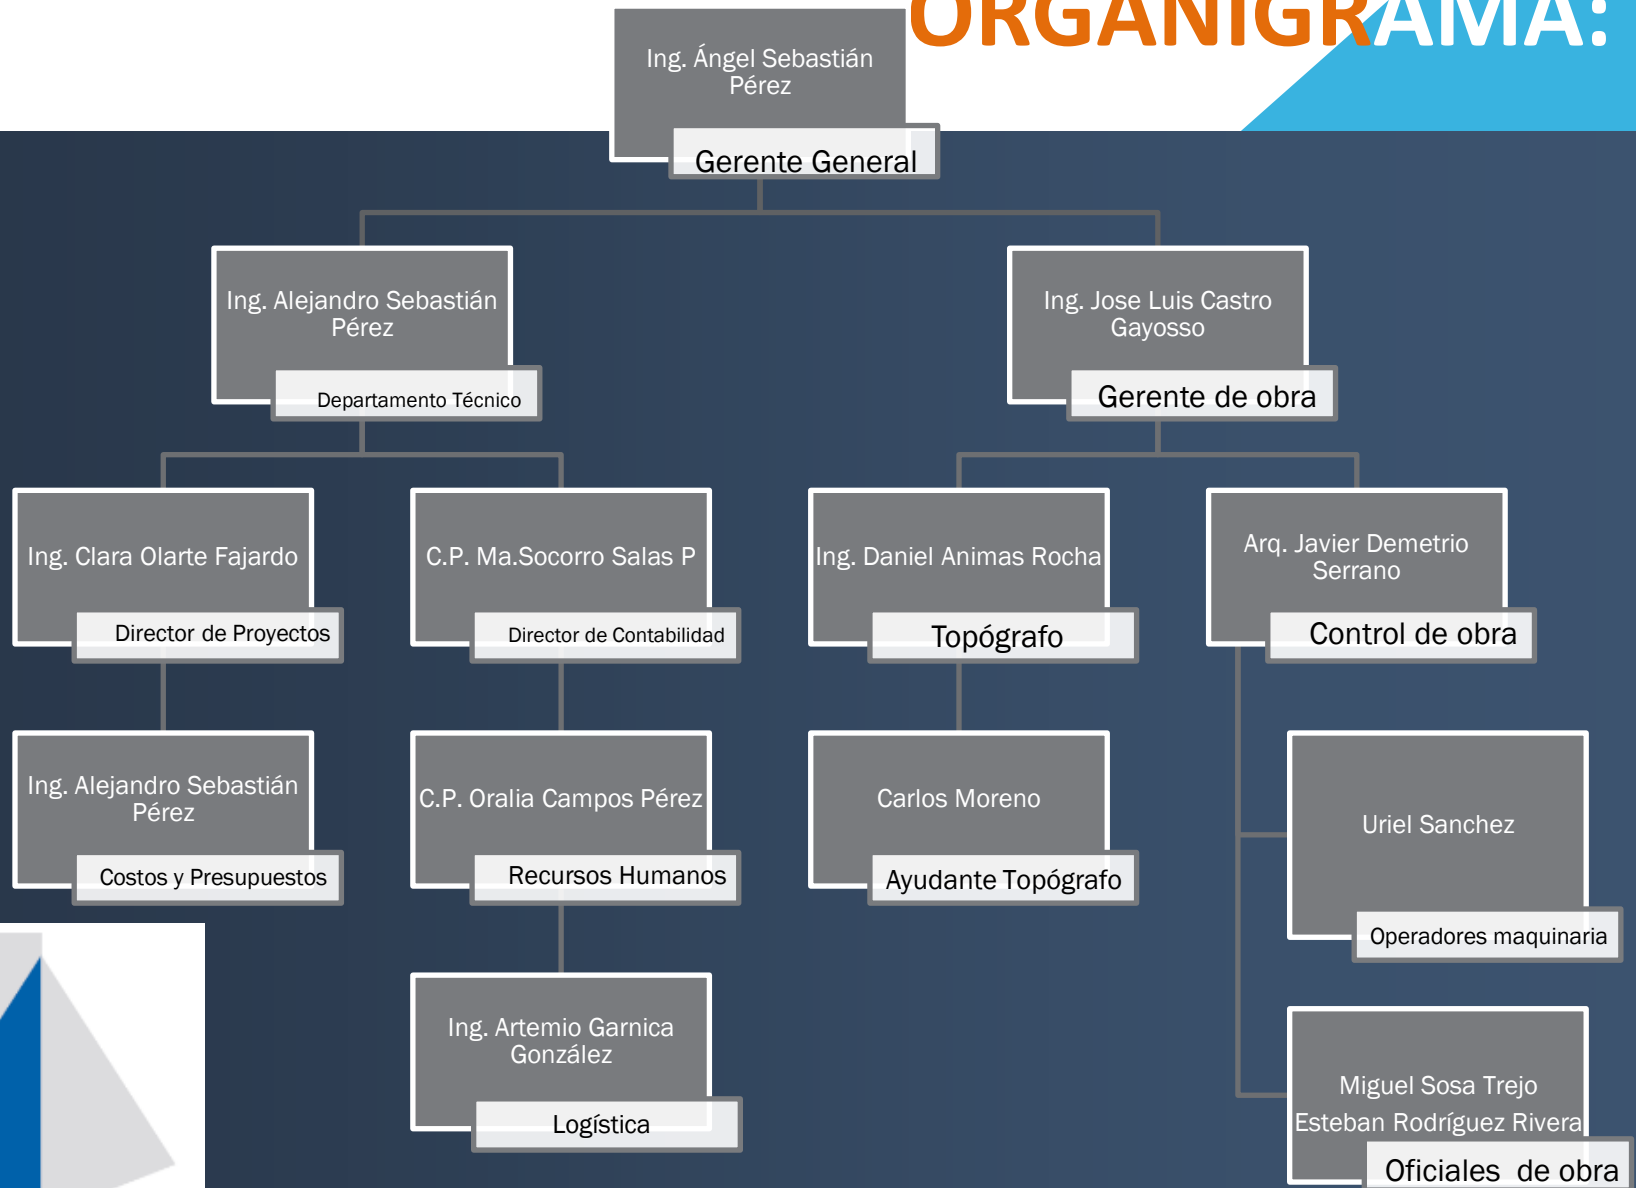 ORGANIGRAMA:
Ing. Ángel Sebastián
Pérez
Gerente General
Ing. Alejandro Sebastián
Pérez
Departamento Técnico
Ing. Jose Luis Castro
Gayosso
Gerente de obra
Ing. Clara Olarte Fajardo
Director de Proyectos
C.P. Ma.Socorro Salas P
Director de Contabilidad
Ing. Daniel Animas Rocha
Topógrafo
Arq. Javier Demetrio
Serrano
Control de obra
Ing. Alejandro Sebastián
Pérez
Costos y Presupuestos
C.P. Oralia Campos Pérez
Recursos Humanos
Carlos Moreno
Ayudante Topógrafo
Uriel Sanchez
Operadores maquinaria
Ing. Artemio Garnica
González
Logística
Miguel Sosa Trejo
Esteban Rodríguez Rivera
Oficiales de obra